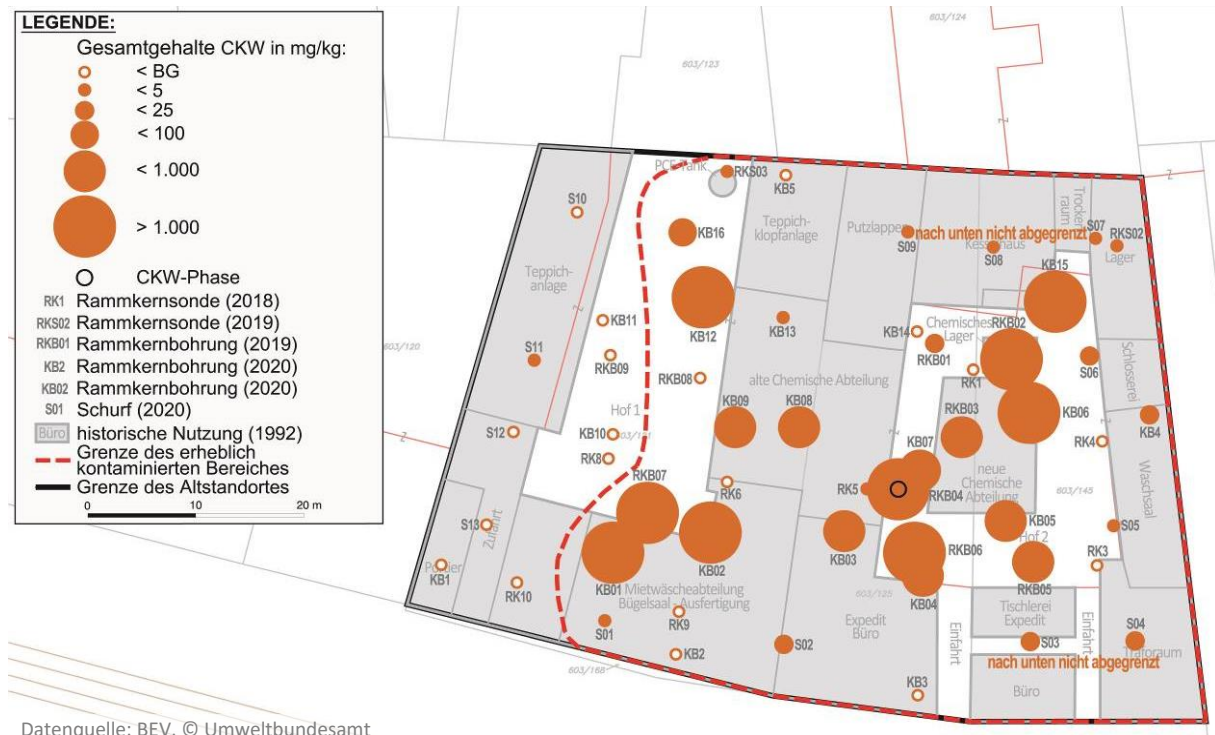 LEGENDE:
Gesamtgehalte CKW in mg/kg:
< BG
< 5
< 25
< 100
< 1.000
> 1.000
CKW-Phase
RK1 Rammkernsonde (2018)
RKS02 Rammkernsonde (2019)
RKB01 Rammkernbohrung (2019)
KB2 Rammkernbohrung (2020)
KB02 Rammkernbohrung (2020)
S01 Schurf (2020)
Büro historische Nutzung (1992)
Grenze des erheblich
kontaminierten Bereiches
Grenze des Altstandortes
0 10 20 m
603/124
603/123
Z
PCE-Tank
RKS03
KB5
S10
Teppich-
anlage
KB16
Teppich-
klopfanlage
Putzlappen
S09
nach unten nicht abgegrenzt
Kesselhaus
S08
Trocken
raum
S07
RKS02
Lager
KB15
Z
KB12
Z
KB13
KB11
RKB09
S11
603/120
RKB08
alte Chemische Abteilung
KB14
Chemisches
Lager
RKB01
RKB02
RK1
S06
Schlosserei
Hof 1
KB09
KB08
RKB03
KB06
KB4
Z
S12
KB10
RK8
Z
KB07
RK4
Z
RKB07
RK6
RK5
RKB04
neue
Chemische
Abteilung
603/145
Waschsaal
S13
Zufahrt
KB05
Hof 2
S05
KB01
KB02
KB03
RKB06
RKB05
RK3
KB1
RK10
Mietwäscheabteilung
Bügelsaal - Ausfertigung
603/125
KB04
Tischlerei
Expedit
S01
RK9
KB2
S02
Expedit
Büro
Einfahrt
S03
Einfahrt
S04
Traforaum
nach unten nicht abgegrenzt
603/168
KB3
Büro
Datenquelle: BEV, © Umweltbundesamt